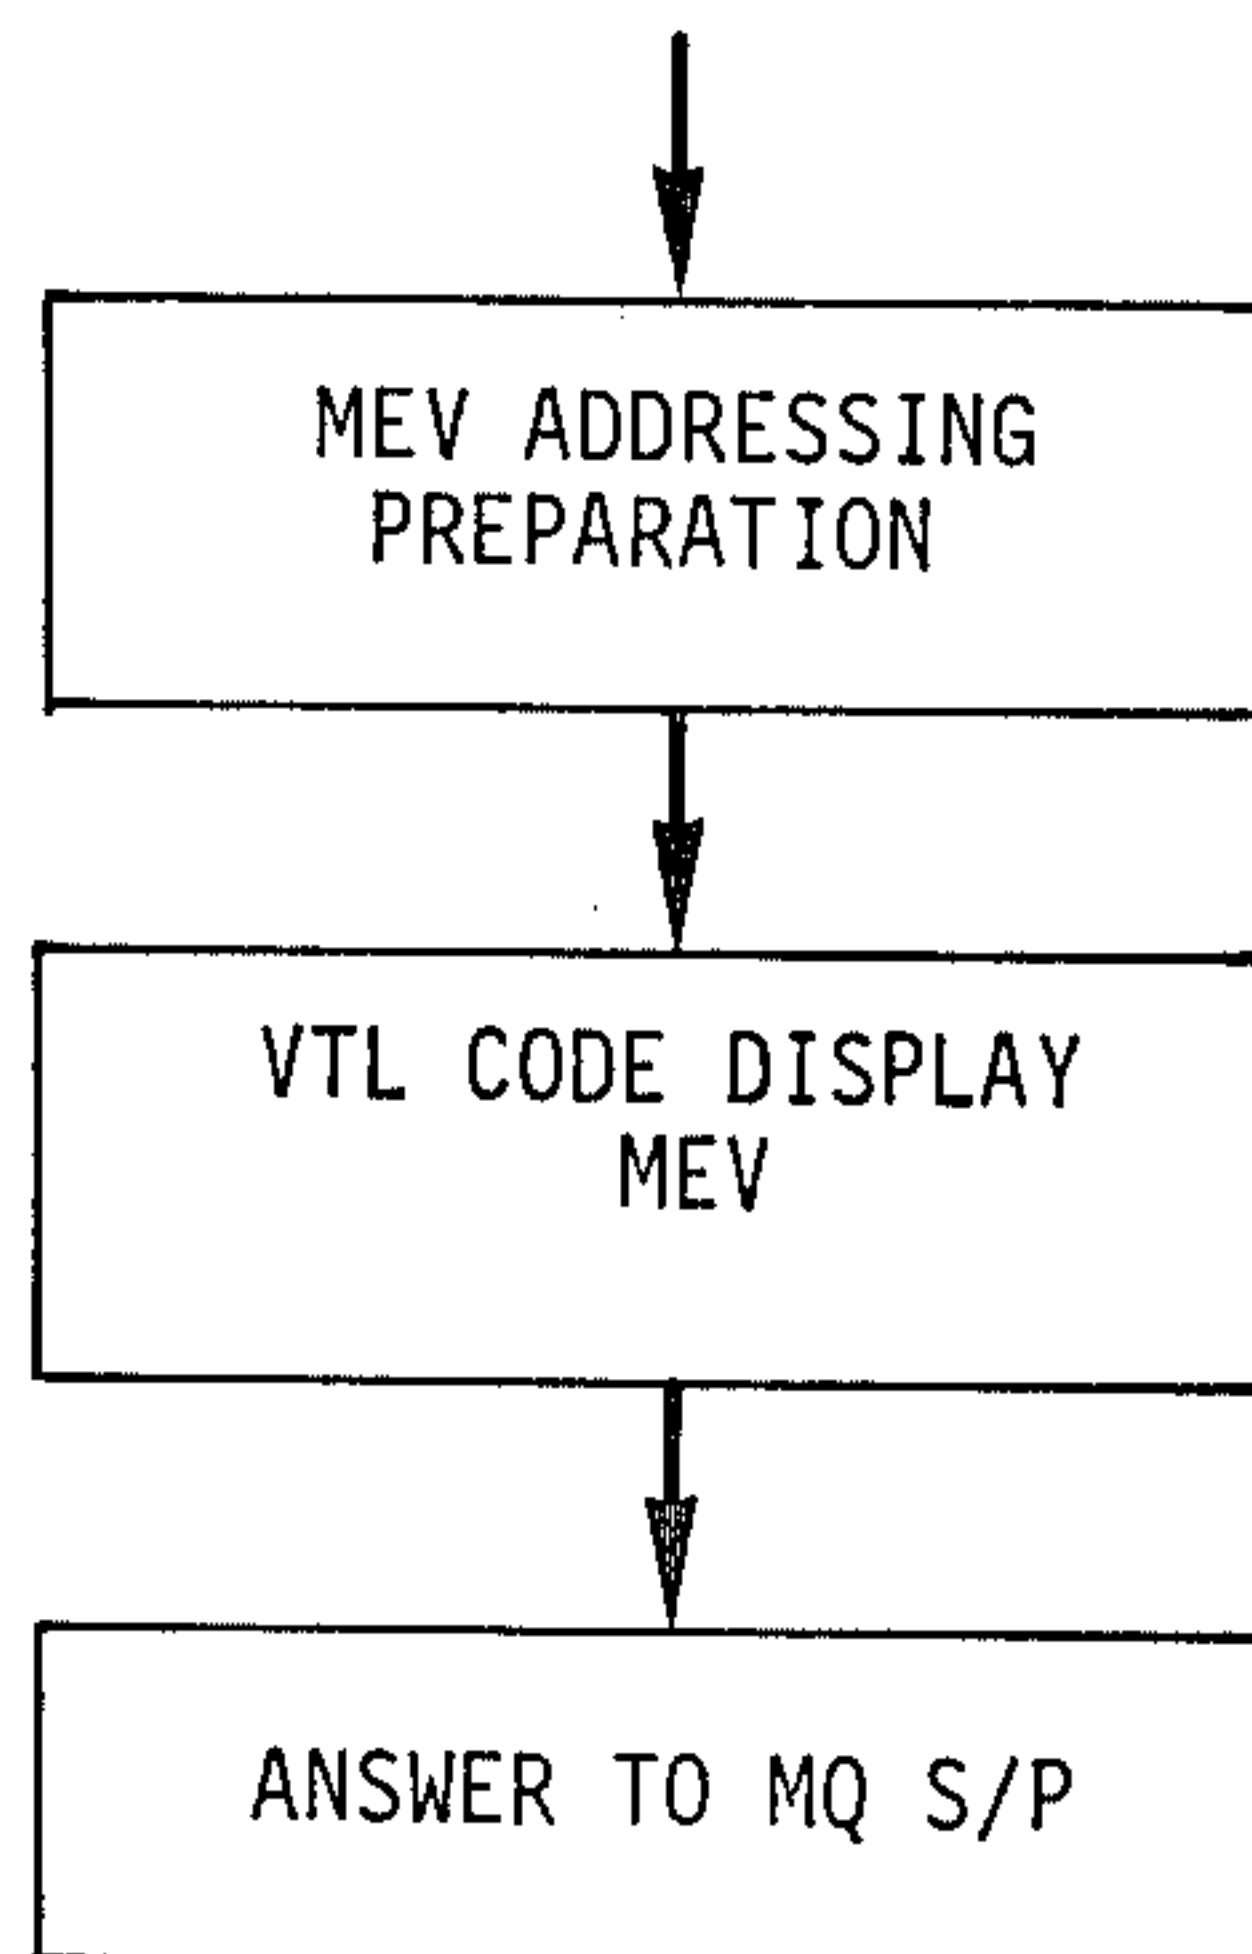 MEV ADDRESSING
PREPARATION
VTL CODE DISPLAY
MEV
ANSWER TO MQ S/P